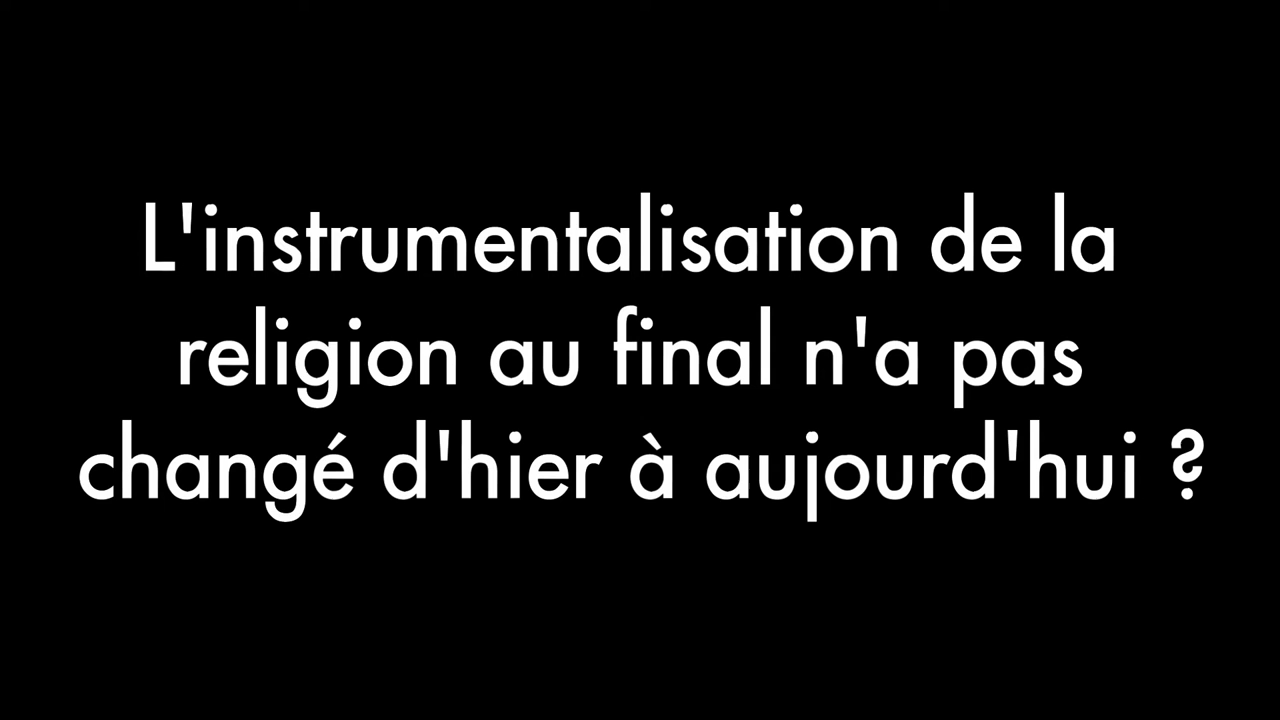 L'instrumentalisation de la
religion au final n'a pas
changé d'hier à aujourd'hui ?